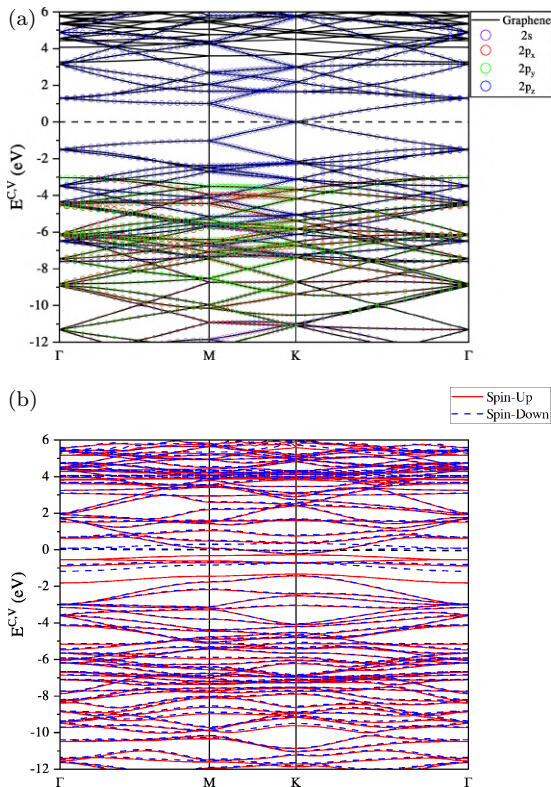 (a)
6
4
2
0
-2
-4
-6
-8
-10
-12
E^{C,V} (eV)
Γ M K Γ
Graphene
2s
2p_x
2p_y
2p_z
(b)
Spin-Up
Spin-Down
6
4
2
0
-2
-4
-6
-8
-10
-12
E^{C,V} (eV)
Γ M K Γ